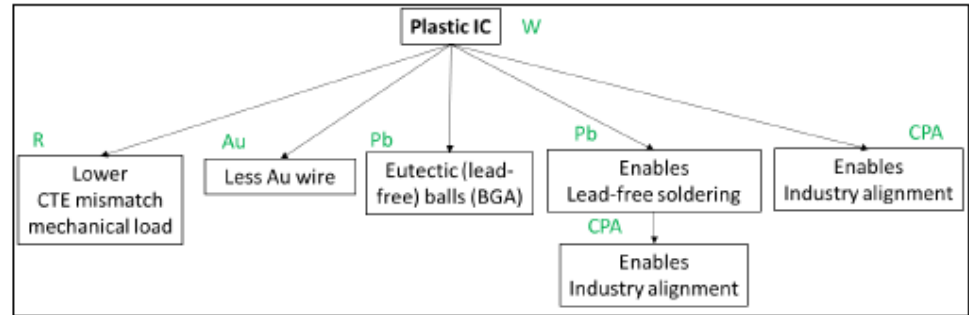 Plastic IC W
R
Lower
CTE mismatch
mechanical load
Au
Less Au wire
Pb
Eutectic (lead-
free) balls (BGA)
Pb
Enables
Lead-free soldering
CPA
Enables
Industry alignment
CPA
Enables
Industry alignment